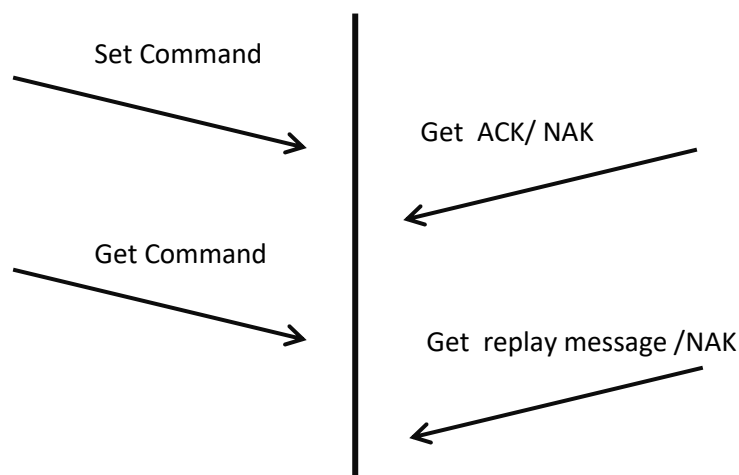 Set Command
Get  ACK/ NAK
Get Command
Get  replay message /NAK